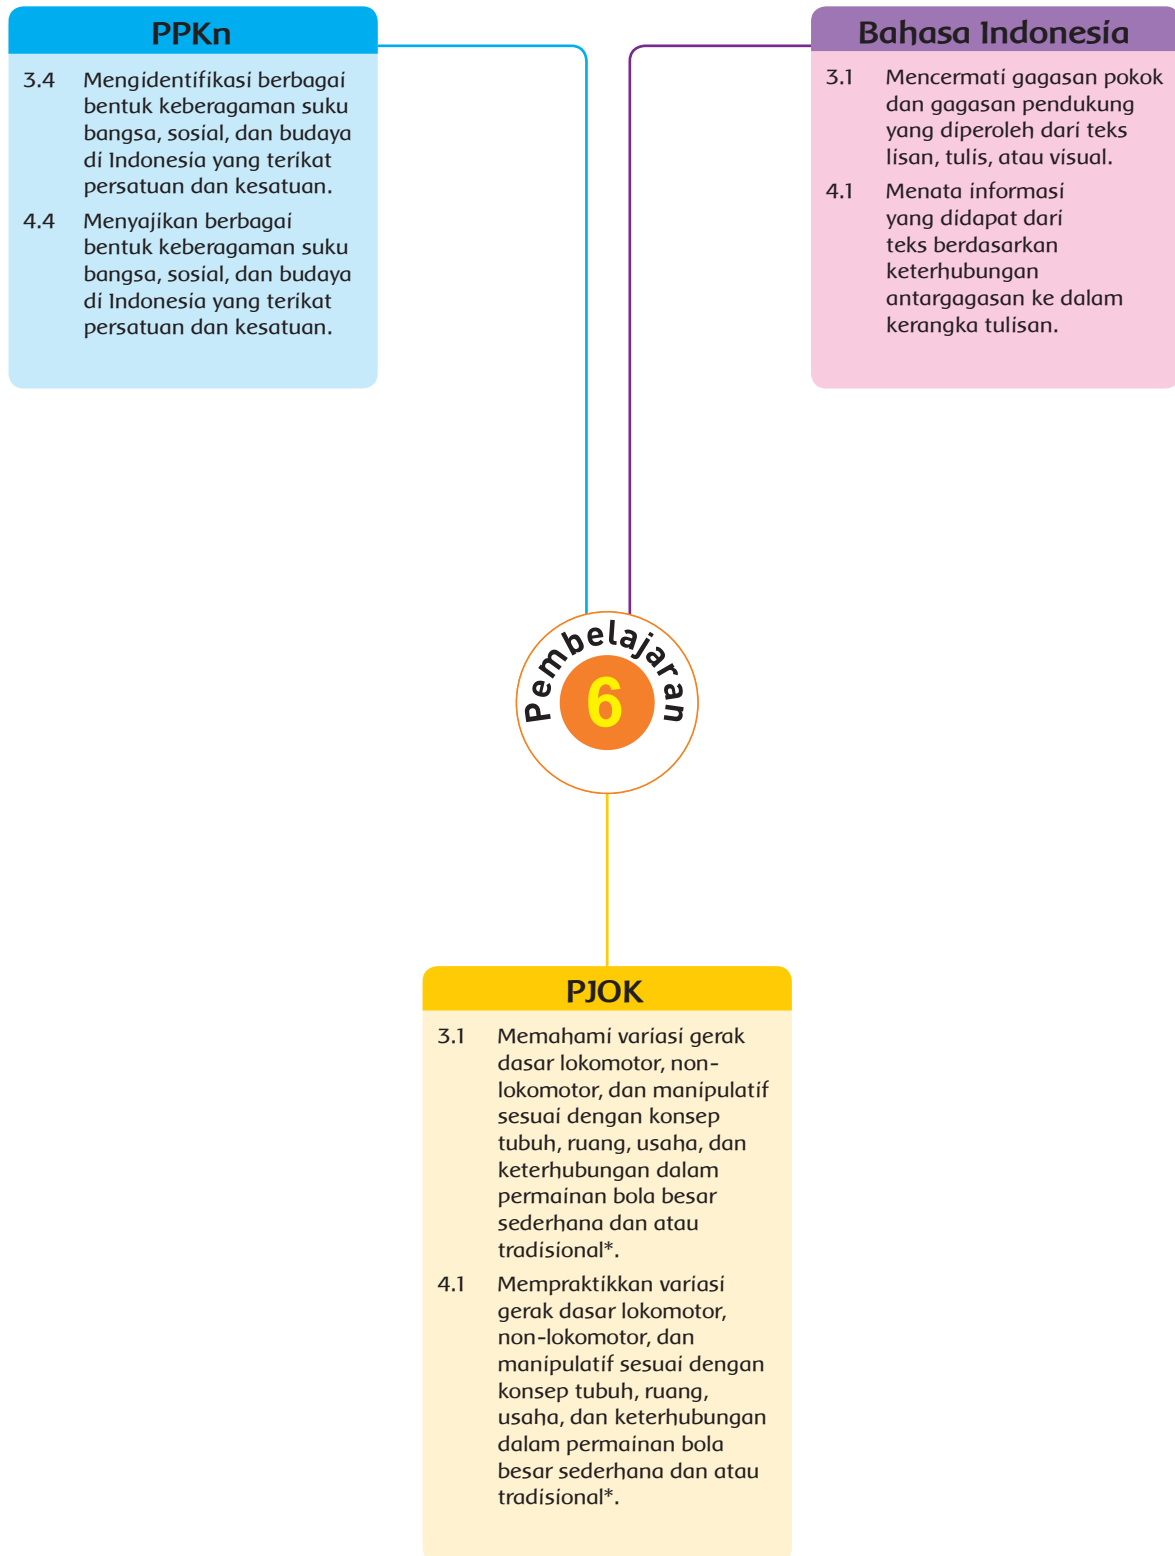 PPKn
3.4 Mengidentifikasi berbagai
bentuk keberagaman suku
bangsa, sosial, dan budaya
di Indonesia yang terikat
persatuan dan kesatuan.
4.4 Menyajikan berbagai
bentuk keberagaman suku
bangsa, sosial, dan budaya
di Indonesia yang terikat
persatuan dan kesatuan.
Bahasa Indonesia
3.1 Mencermati gagasan pokok
dan gagasan pendukung
yang diperoleh dari teks
lisan, tulis, atau visual.
4.1 Menata informasi
yang didapat dari
teks berdasarkan
keterhubungan
antargagasan ke dalam
kerangka tulisan.
Pembelajaran
6
PJOK
3.1 Memahami variasi gerak
dasar lokomotor, non-
lokomotor, dan manipulatif
sesuai dengan konsep
tubuh, ruang, usaha, dan
keterhubungan dalam
permainan bola besar
sederhana dan atau
tradisional*.
4.1 Mempraktikkan variasi
gerak dasar lokomotor,
non-lokomotor, dan
manipulatif sesuai dengan
konsep tubuh, ruang,
usaha, dan keterhubungan
dalam permainan bola
besar sederhana dan atau
tradisional*.